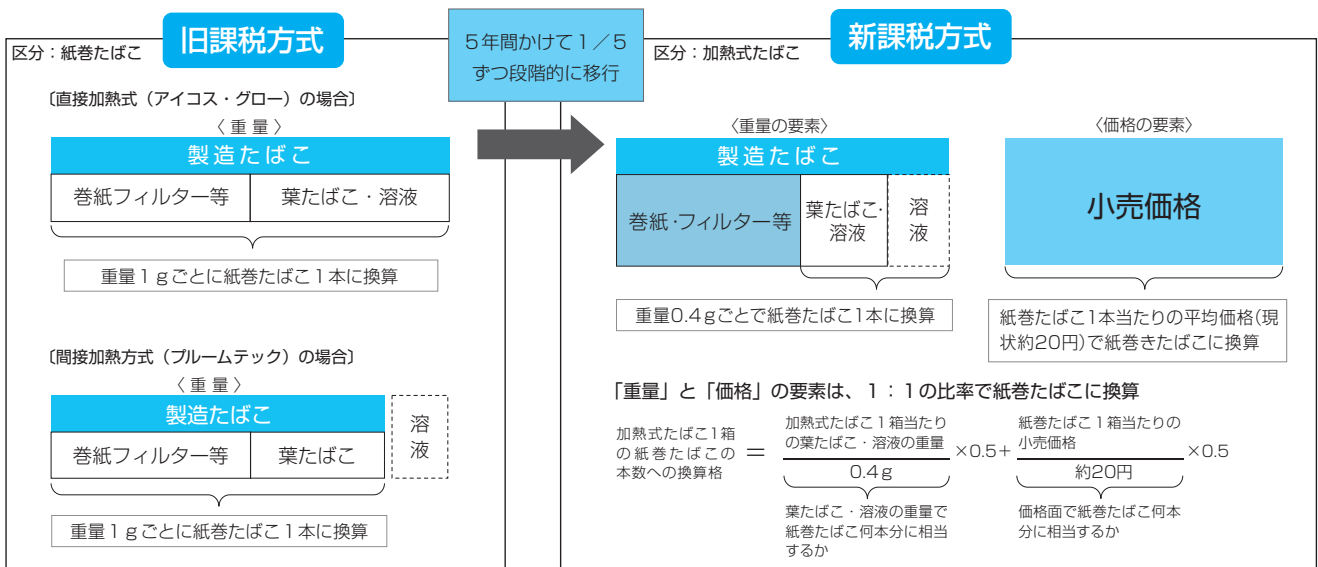 旧課税方式
区分：紙巻たばこ
〔直接加熱式（アイコス・グロー）の場合〕
〈 重 量 〉
製造たばこ
巻紙フィルター等
葉たばこ・溶液
重量１ｇごとに紙巻たばこ１本に換算
〔間接加熱方式（プルームテック）の場合〕
〈 重 量 〉
製造たばこ
巻紙フィルター等
葉たばこ
溶
液
重量１ｇごとに紙巻たばこ１本に換算
５年間かけて１／５
ずつ段階的に移行
新課税方式
区分：加熱式たばこ
〈重量の要素〉
製造たばこ
巻紙・フィルター等
葉たばこ・
溶液
溶
液
重量0.4ｇごとで紙巻たばこ1本に換算
〈価格の要素〉
小売価格
紙巻たばこ1本当たりの平均価格(現
状約20円)で紙巻きたばこに換算
「重量」と「価格」の要素は、１：１の比率で紙巻たばこに換算
加熱式たばこ1箱
の紙巻たばこの
本数への換算格
＝
加熱式たばこ１箱当たり
の葉たばこ・溶液の重量
0.4ｇ
×0.5＋
紙巻たばこ１箱当たりの
小売価格
約20円
×0.5
葉たばこ・溶液の重量で
紙巻たばこ何本分に相当
するか
価格面で紙巻たばこ何本
分に相当するか